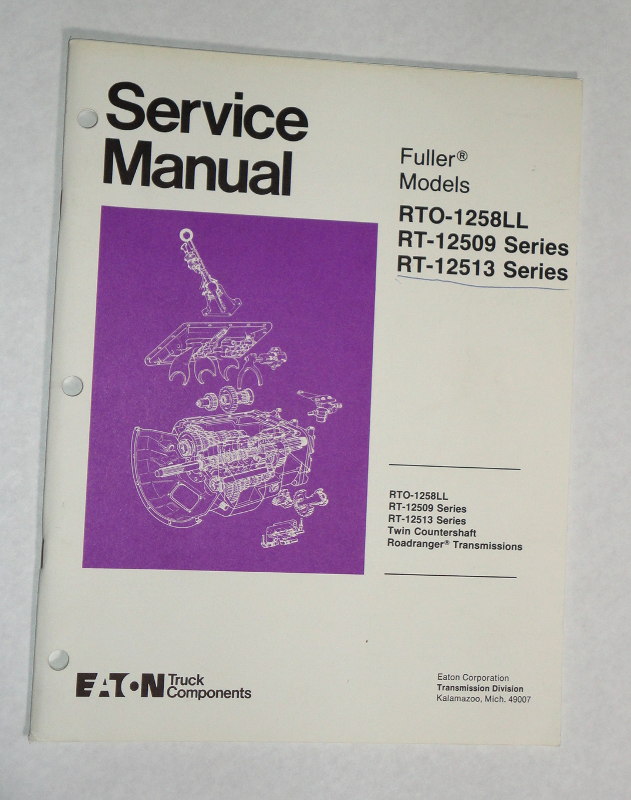 Service
Manual
Fuller®
Models
RTO-1258LL
RT-12509 Series
RT-12513 Series
RTO-1258LL
RT-12509 Series
RT-12513 Series
Twin Countershaft
Roadranger® Transmissions
EATON Truck
Components
Eaton Corporation
Transmission Division
Kalamazoo, Mich. 49007